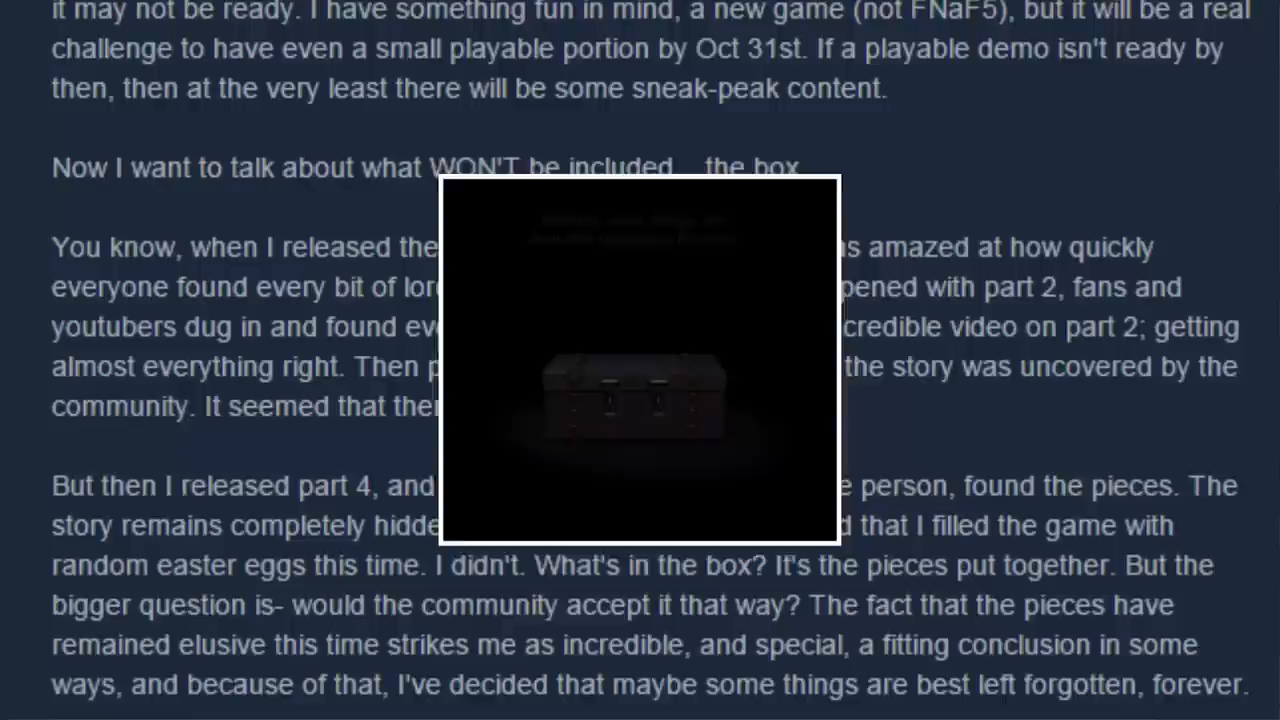 it may not be ready. I have something fun in mind, a new game (not FNaF5), but it will be a real
challenge to have even a small playable portion by Oct 31st. If a playable demo isn't ready by
then, then at the very least there will be some sneak-peak content.
Now I want to talk about what WON'T be included... the box.
You know, when I released the as amazed at how quickly
everyone found every bit of pened with part 2, fans and
youtubers dug in and found credible video on part 2; getting
almost everything right. Then the story was uncovered by the
community. It seemed that
But then I released part 4, and person, found the pieces. The
story remains completely that I filled the game with
random easter eggs this time. I didn't. What's in the box? It's the pieces put together. But the
bigger question is- would the community accept it that way? The fact that the pieces have
remained elusive this time strikes me as incredible, and special, a fitting conclusion in some
ways, and because of that, I've decided that maybe some things are best left forgotten, forever.